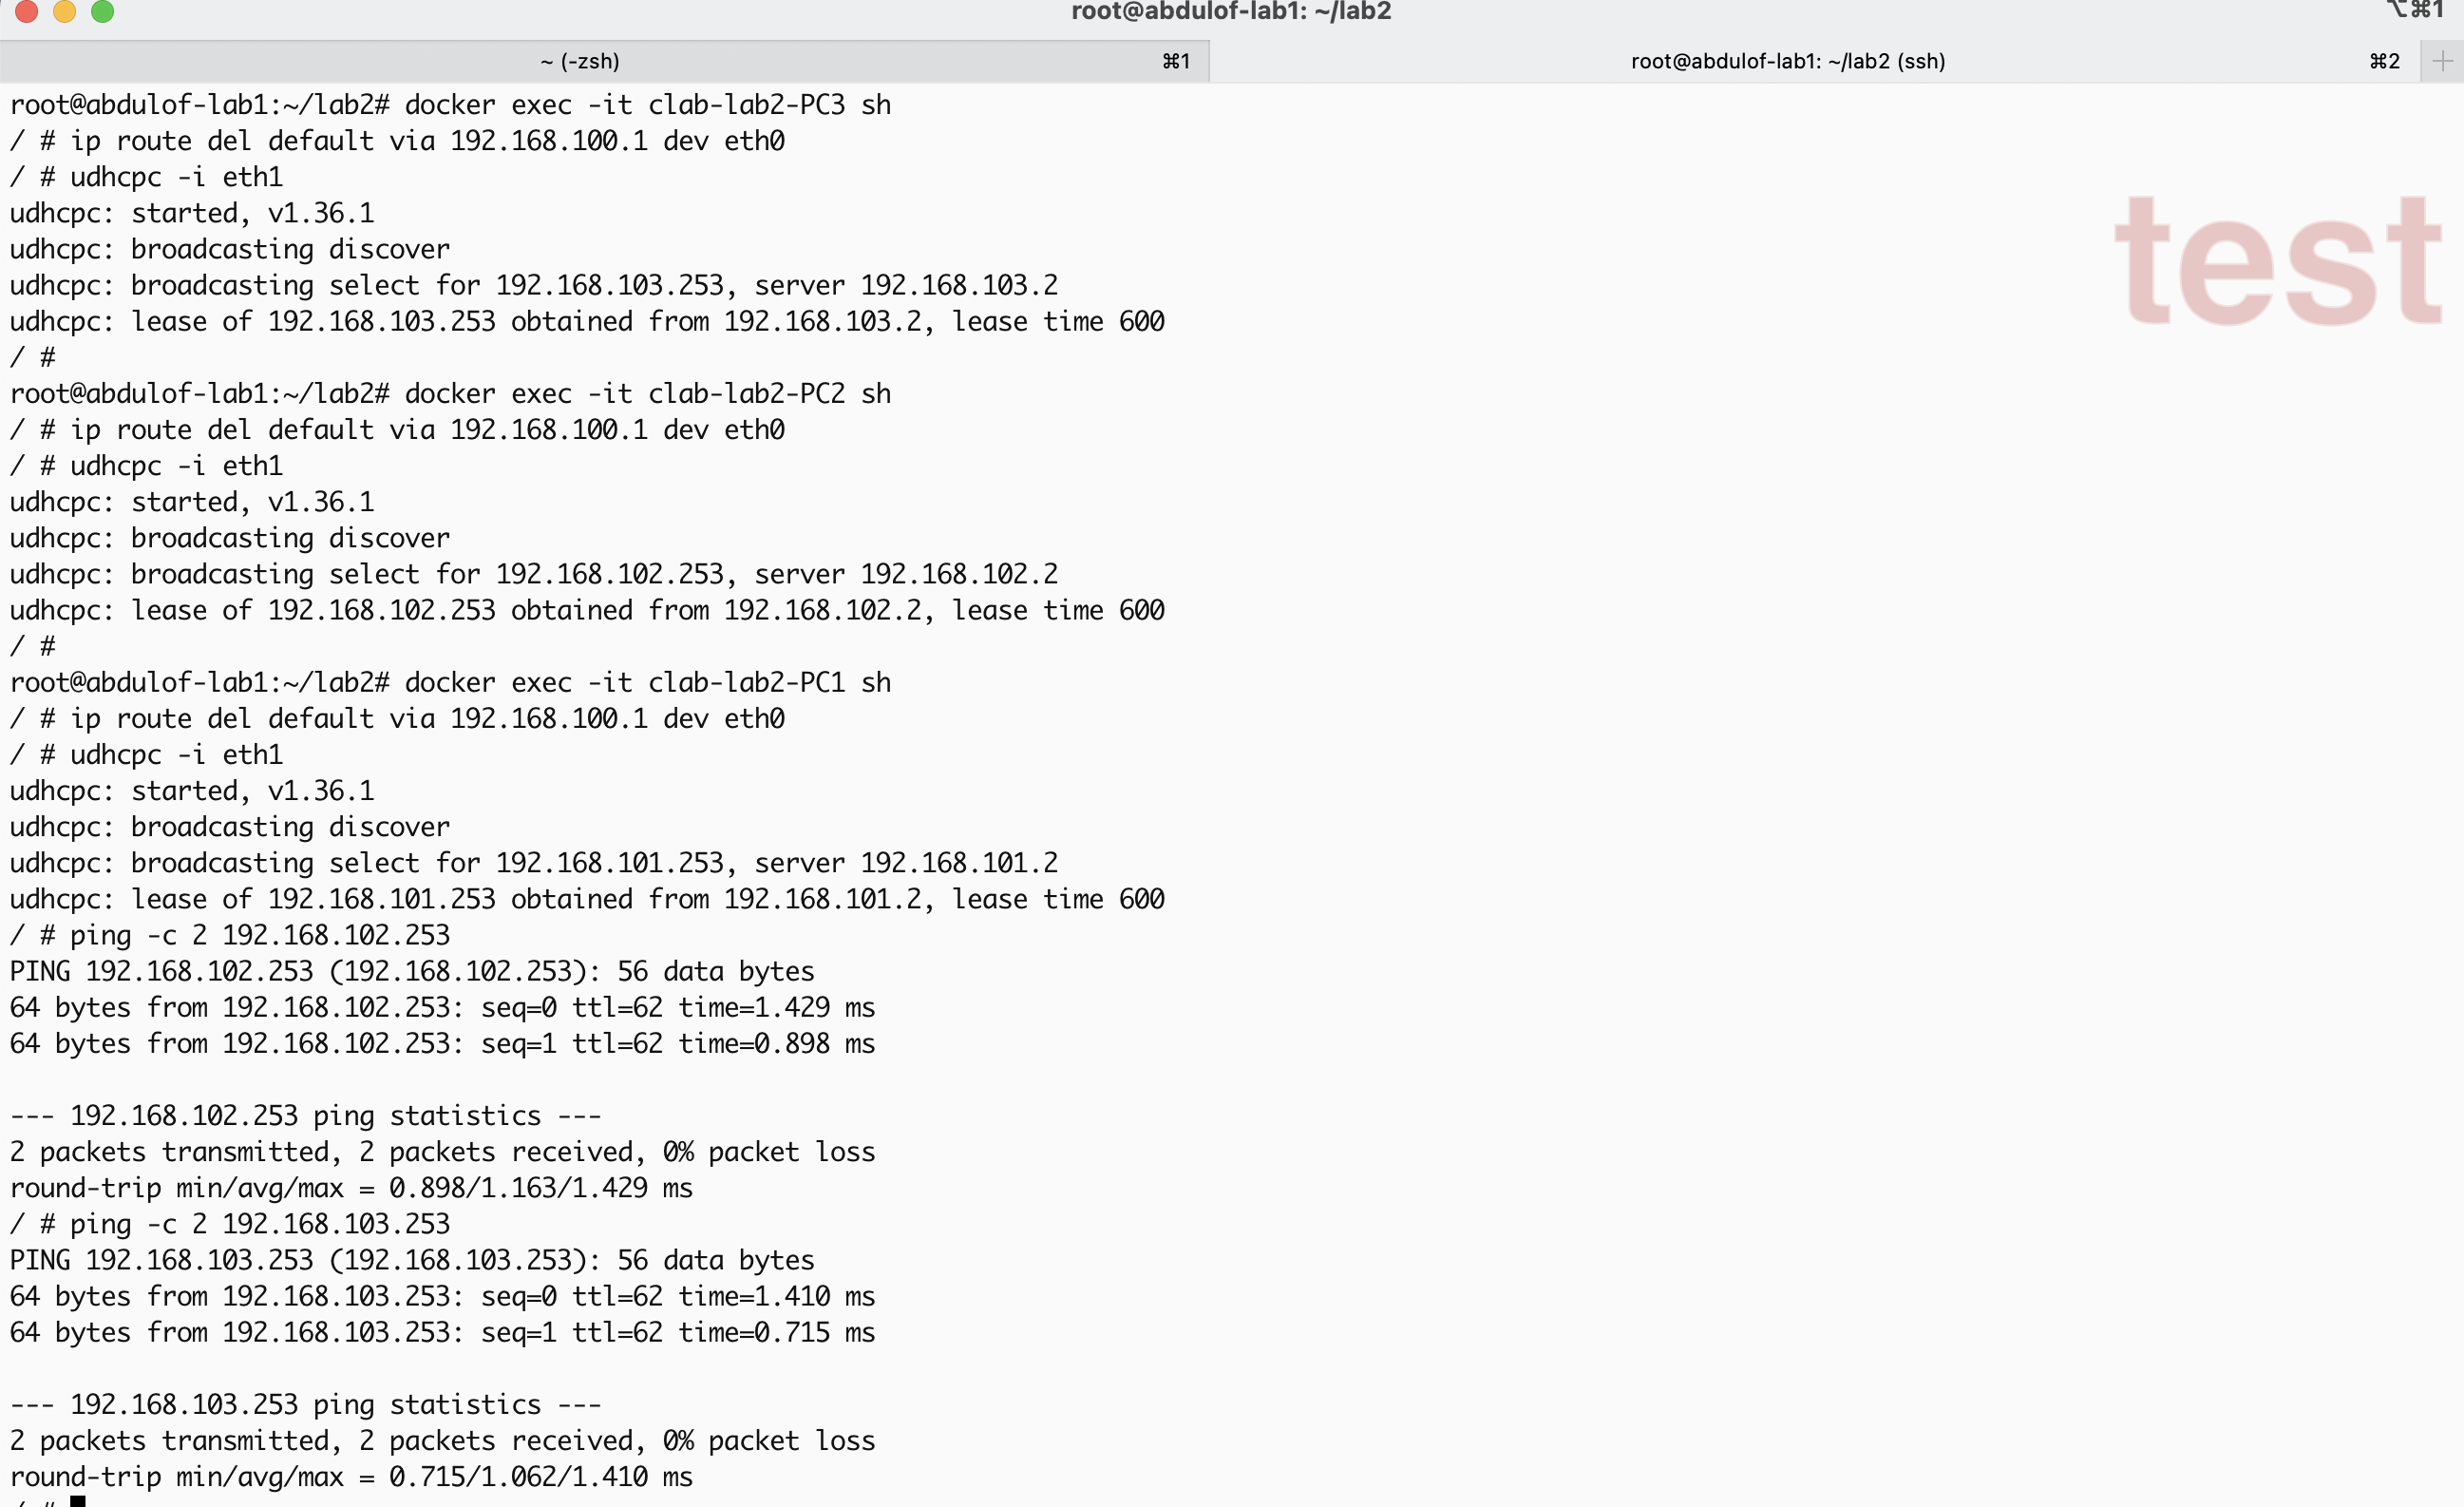 root@abdulof-lab1: ~/lab2
⌥⌘1
~ (-zsh)
⌘1
root@abdulof-lab1: ~/lab2 (ssh)
⌘2
root@abdulof-lab1:~/lab2# docker exec -it clab-lab2-PC3 sh
/ # ip route del default via 192.168.100.1 dev eth0
/ # udhcpc -i eth1
udhcpc: started, v1.36.1
udhcpc: broadcasting discover
udhcpc: broadcasting select for 192.168.103.253, server 192.168.103.2
udhcpc: lease of 192.168.103.253 obtained from 192.168.103.2, lease time 600
/ #
test
root@abdulof-lab1:~/lab2# docker exec -it clab-lab2-PC2 sh
/ # ip route del default via 192.168.100.1 dev eth0
/ # udhcpc -i eth1
udhcpc: started, v1.36.1
udhcpc: broadcasting discover
udhcpc: broadcasting select for 192.168.102.253, server 192.168.102.2
udhcpc: lease of 192.168.102.253 obtained from 192.168.102.2, lease time 600
/ #
root@abdulof-lab1:~/lab2# docker exec -it clab-lab2-PC1 sh
/ # ip route del default via 192.168.100.1 dev eth0
/ # udhcpc -i eth1
udhcpc: started, v1.36.1
udhcpc: broadcasting discover
udhcpc: broadcasting select for 192.168.101.253, server 192.168.101.2
udhcpc: lease of 192.168.101.253 obtained from 192.168.101.2, lease time 600
/ # ping -c 2 192.168.102.253
PING 192.168.102.253 (192.168.102.253): 56 data bytes
64 bytes from 192.168.102.253: seq=0 ttl=62 time=1.429 ms
64 bytes from 192.168.102.253: seq=1 ttl=62 time=0.898 ms
--- 192.168.102.253 ping statistics ---
2 packets transmitted, 2 packets received, 0% packet loss
round-trip min/avg/max = 0.898/1.163/1.429 ms
/ # ping -c 2 192.168.103.253
PING 192.168.103.253 (192.168.103.253): 56 data bytes
64 bytes from 192.168.103.253: seq=0 ttl=62 time=1.410 ms
64 bytes from 192.168.103.253: seq=1 ttl=62 time=0.715 ms
--- 192.168.103.253 ping statistics ---
2 packets transmitted, 2 packets received, 0% packet loss
round-trip min/avg/max = 0.715/1.062/1.410 ms
/ #